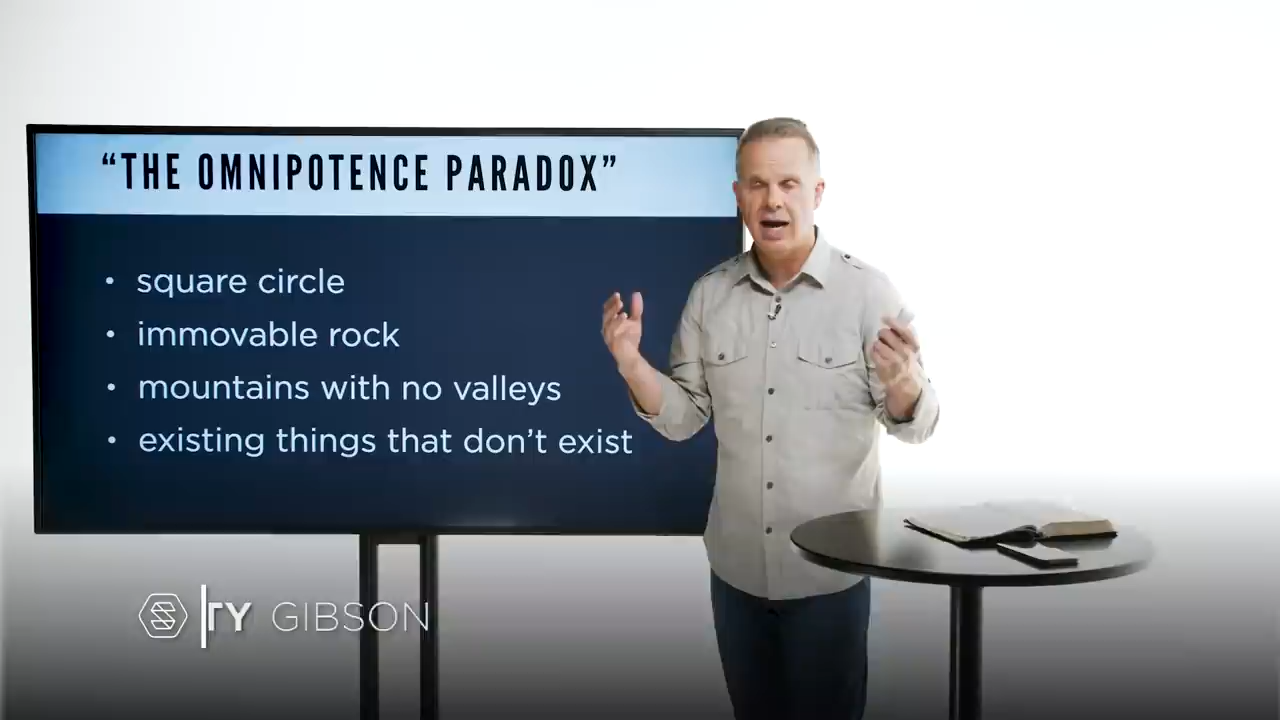 “THE OMNIPOTENCE PARADOX”
• square circle
• immovable rock
• mountains with no valleys
• existing things that don’t exist
TY GIBSON